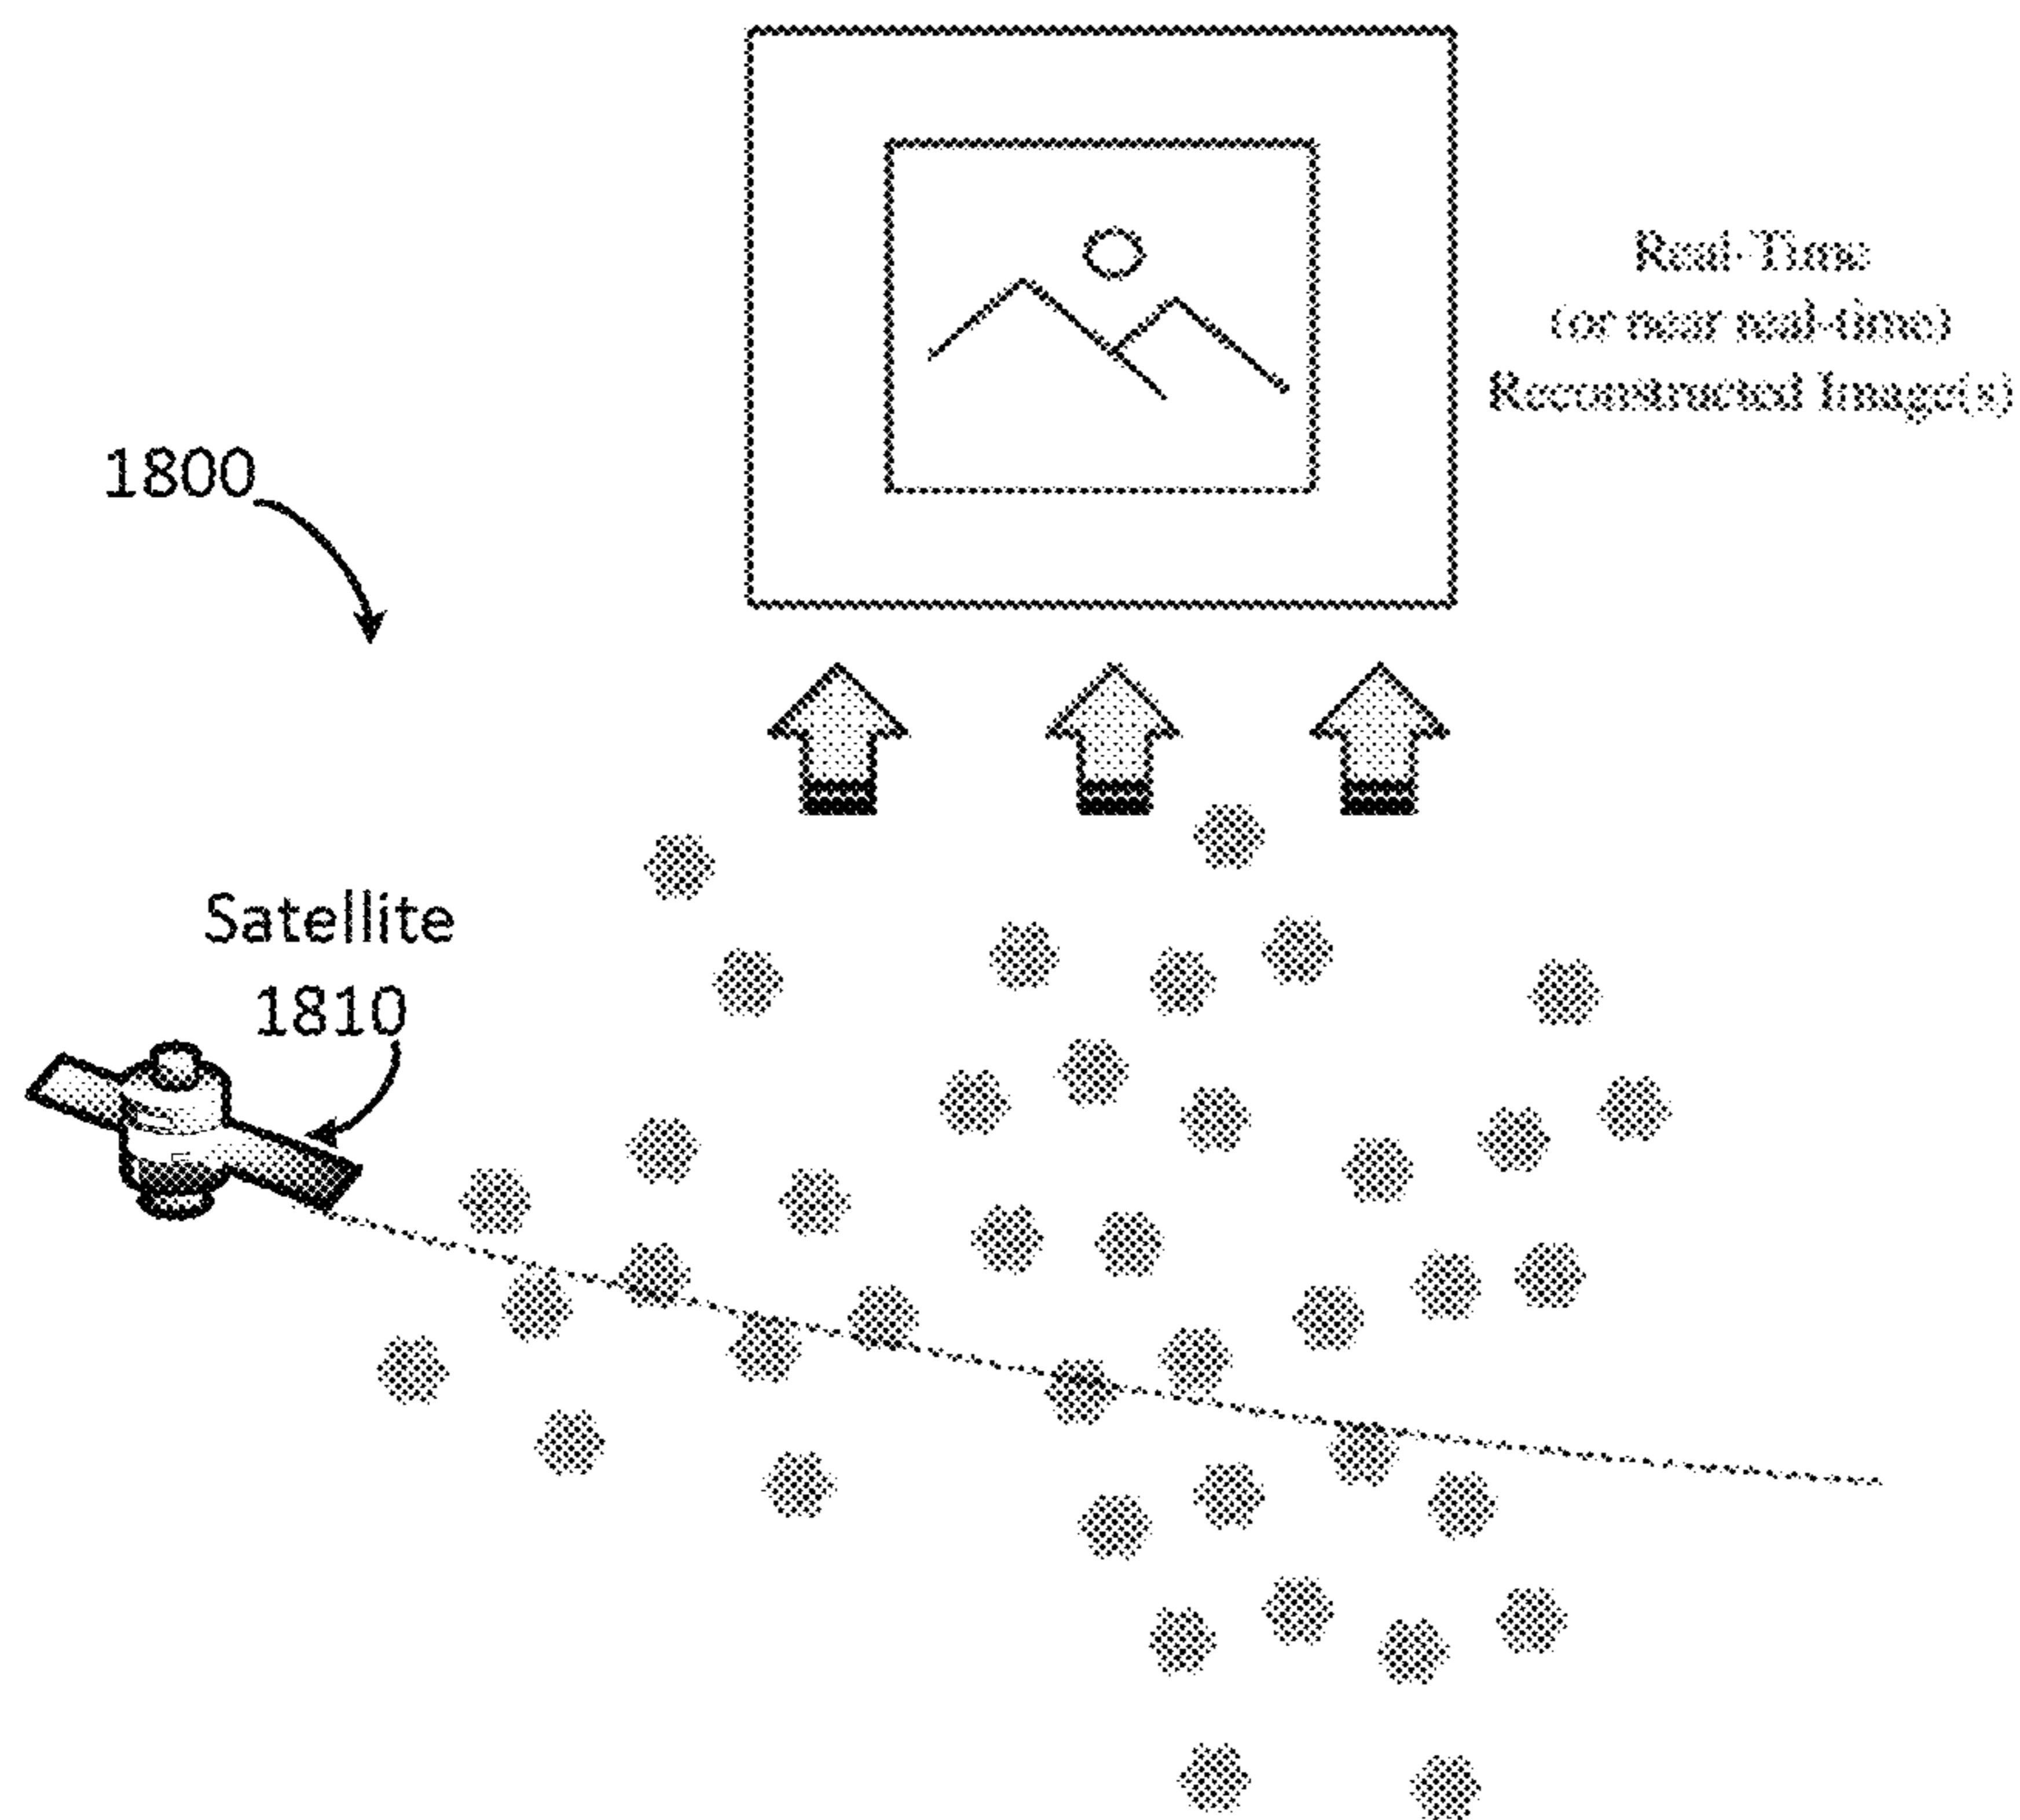 Real-Time
(or near real-time)
Reconstructed Image(s)
1800
Satellite
1810